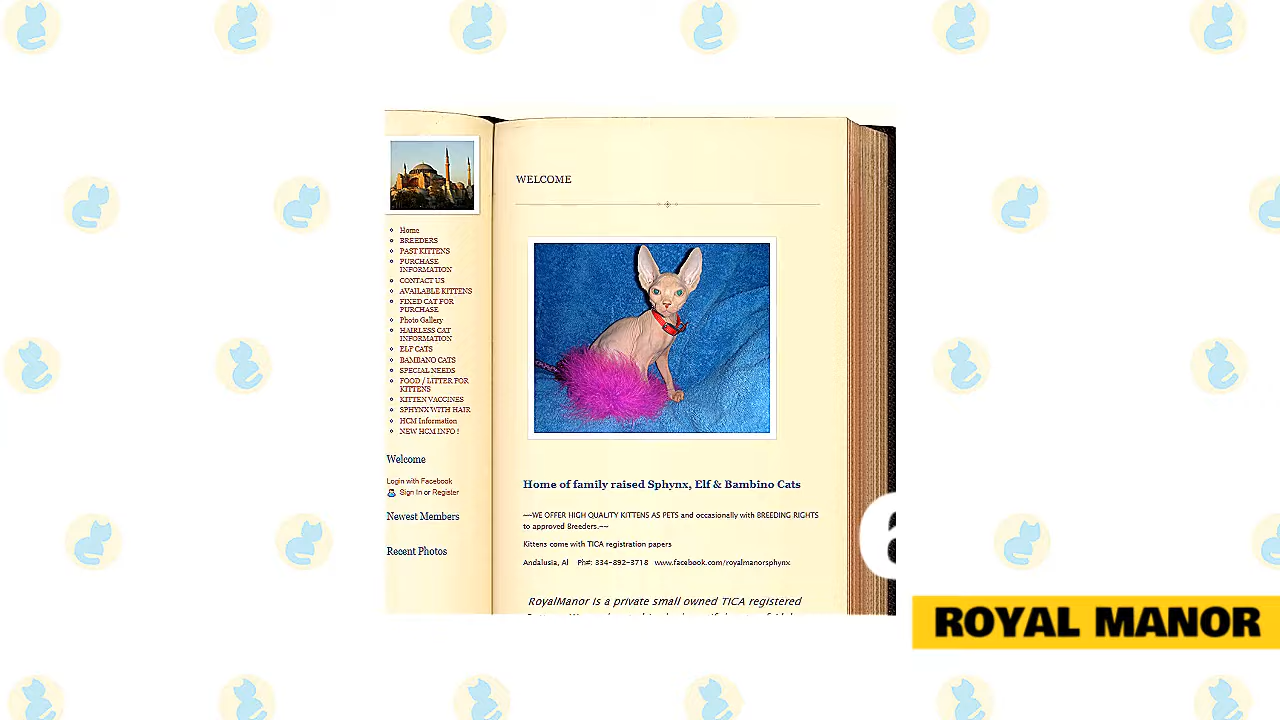 WELCOME
Home
BREEDERS
PAST KITTENS
PURCHASE
INFORMATION
CONTACT US
AVAILABLE KITTENS
FIXED CAT FOR
PURCHASE
Photo Gallery
HAIRLESS CAT
INFORMATION
ELF CATS
BAMBANO CATS
SPECIAL NEEDS
FOOD / LITTER FOR
KITTENS
KITTEN VACCINES
SPHYNX WITH HAIR
HCM Information
NEW HCM INFO !
Welcome
Login with Facebook
Sign In or Register
Newest Members
Recent Photos
Home of family raised Sphynx, Elf & Bambino Cats
~~WE OFFER HIGH QUALITY KITTENS AS PETS and occasionally with BREEDING RIGHTS
to approved Breeders.~~
Kittens come with TICA registration papers
Andalusia, Al Ph#: 334-892-3718 www.facebook.com/royalmanorsphynx
RoyalManor is a private small owned TICA registered
ROYAL MANOR